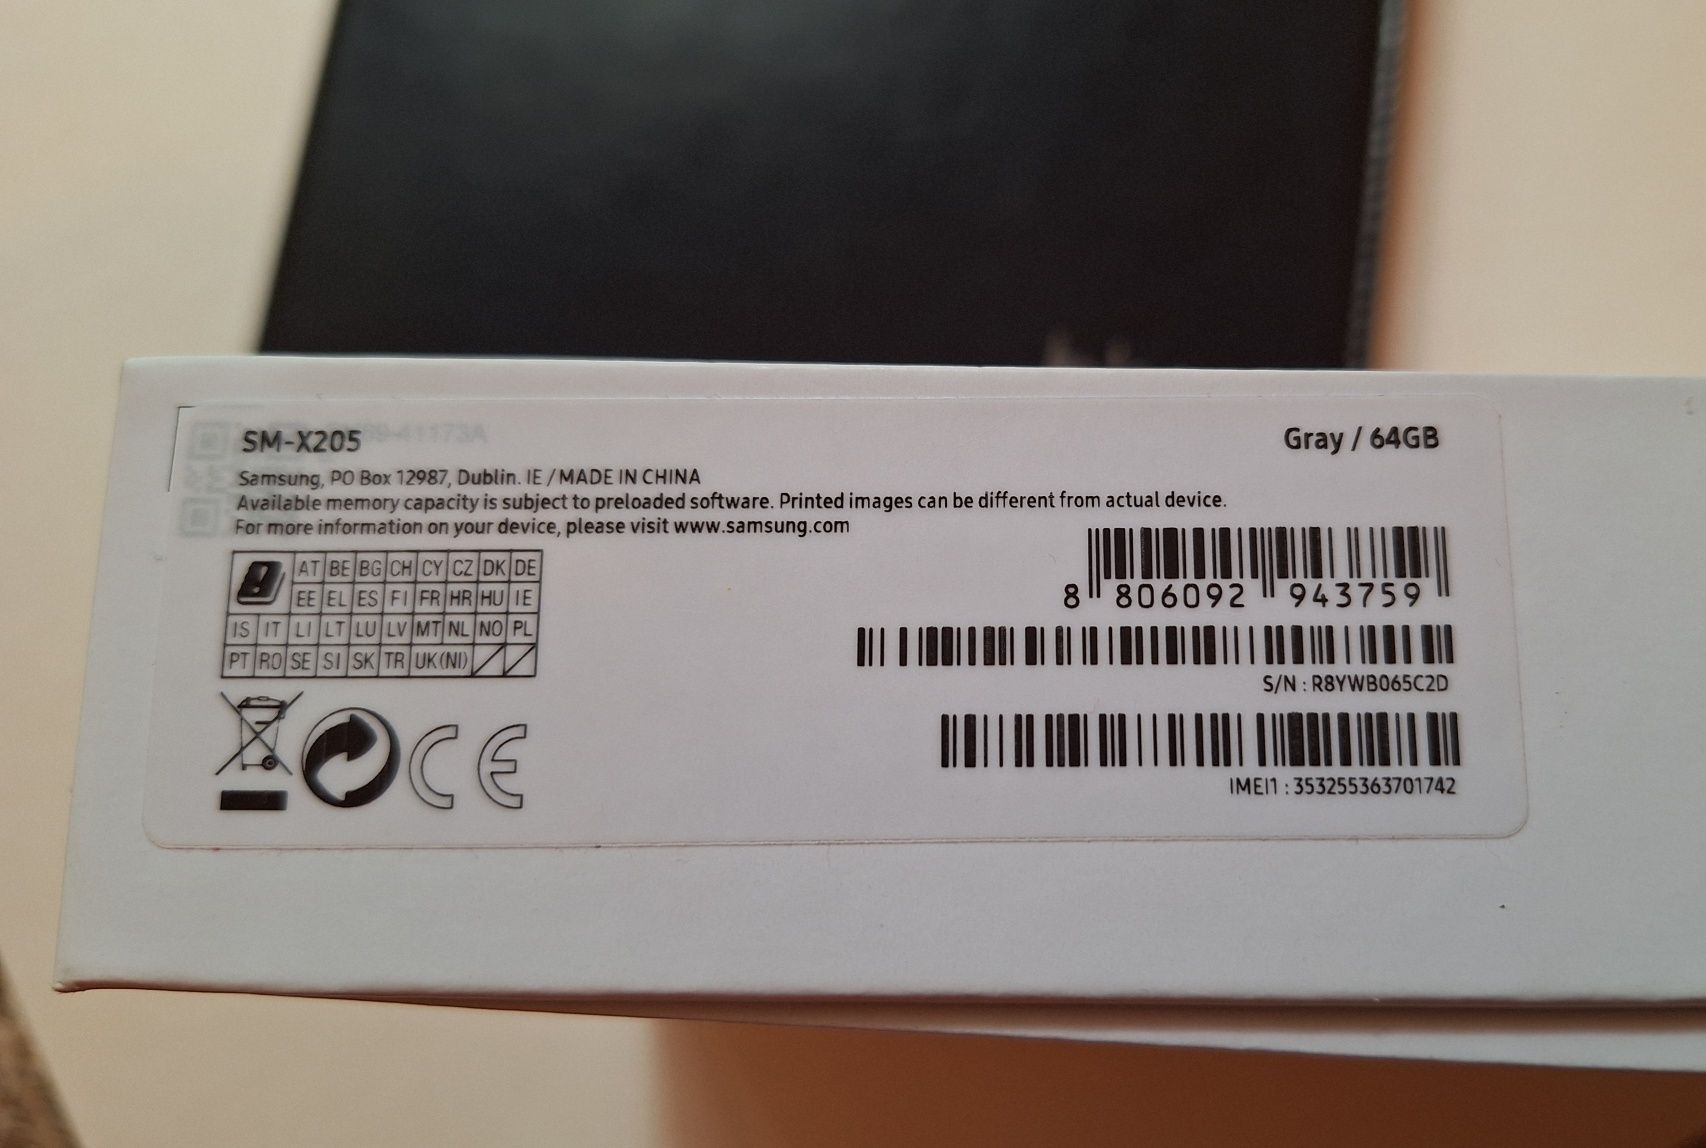 SM-X205
Gray / 64GB
Samsung, PO Box 12987, Dublin. IE / MADE IN CHINA
Available memory capacity is subject to preloaded software. Printed images can be different from actual device.
For more information on your device, please visit www.samsung.com
AT BE BG CH CY CZ DK DE
EE EL ES FI FR HR HU IE
IS IT LI LT LU LV MT NL NO PL
PT RO SE SI SK TR UK(NI)
8 806092 943759
S/N : R8YWB065C2D
CE
IMEI1 : 353255363701742